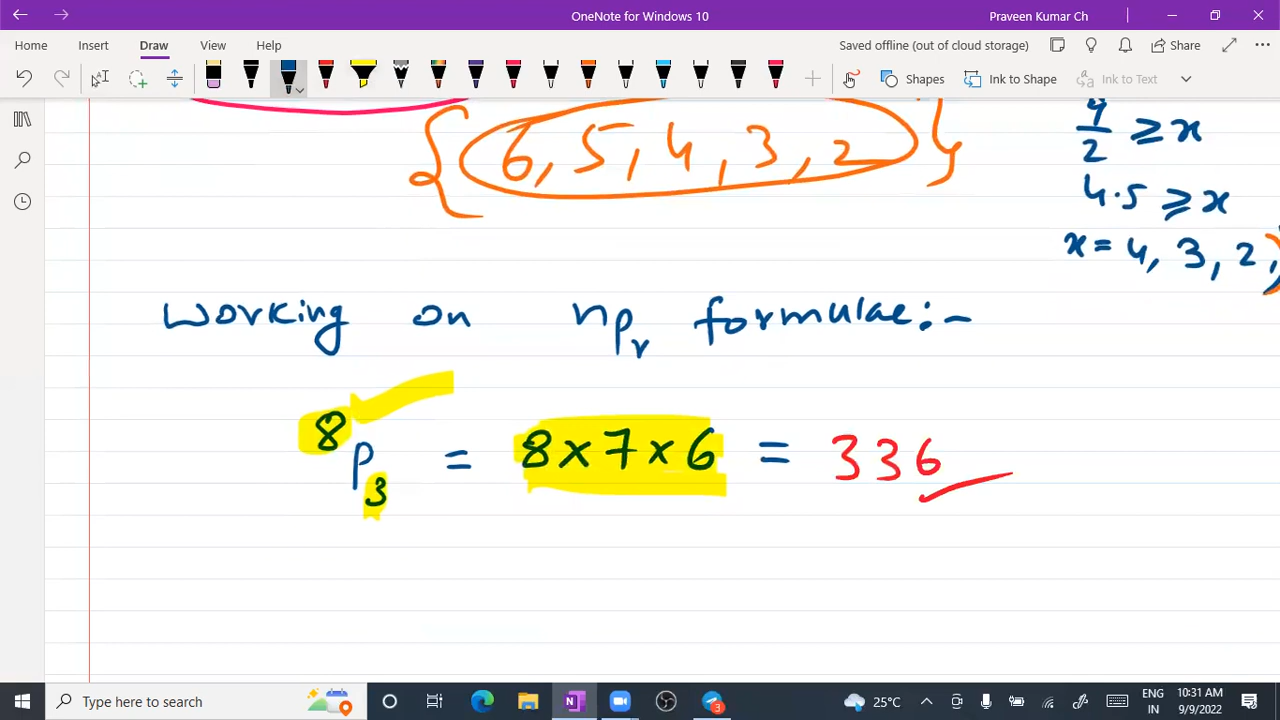 OneNote for Windows 10
Praveen Kumar Ch
Home Insert Draw View Help
Saved offline (out of cloud storage)
Share
Shapes
Ink to Shape
Ink to Text
{6, 5, 4, 3, 2}
9/2 ≥ x
4.5 ≥ x
x = 4, 3, 2,
Working on nPr formulae:-
⁸P₃ = 8×7×6 = 336
Type here to search
3
25°C
ENG
IN
10:31 AM
9/9/2022